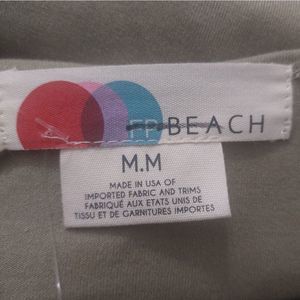 FP BEACH
M.M
MADE IN USA OF
IMPORTED FABRIC AND TRIMS
FABRIQUÉ AUX ETATS UNIS DE
TISSU ET DE GARNITURES IMPORTÉES